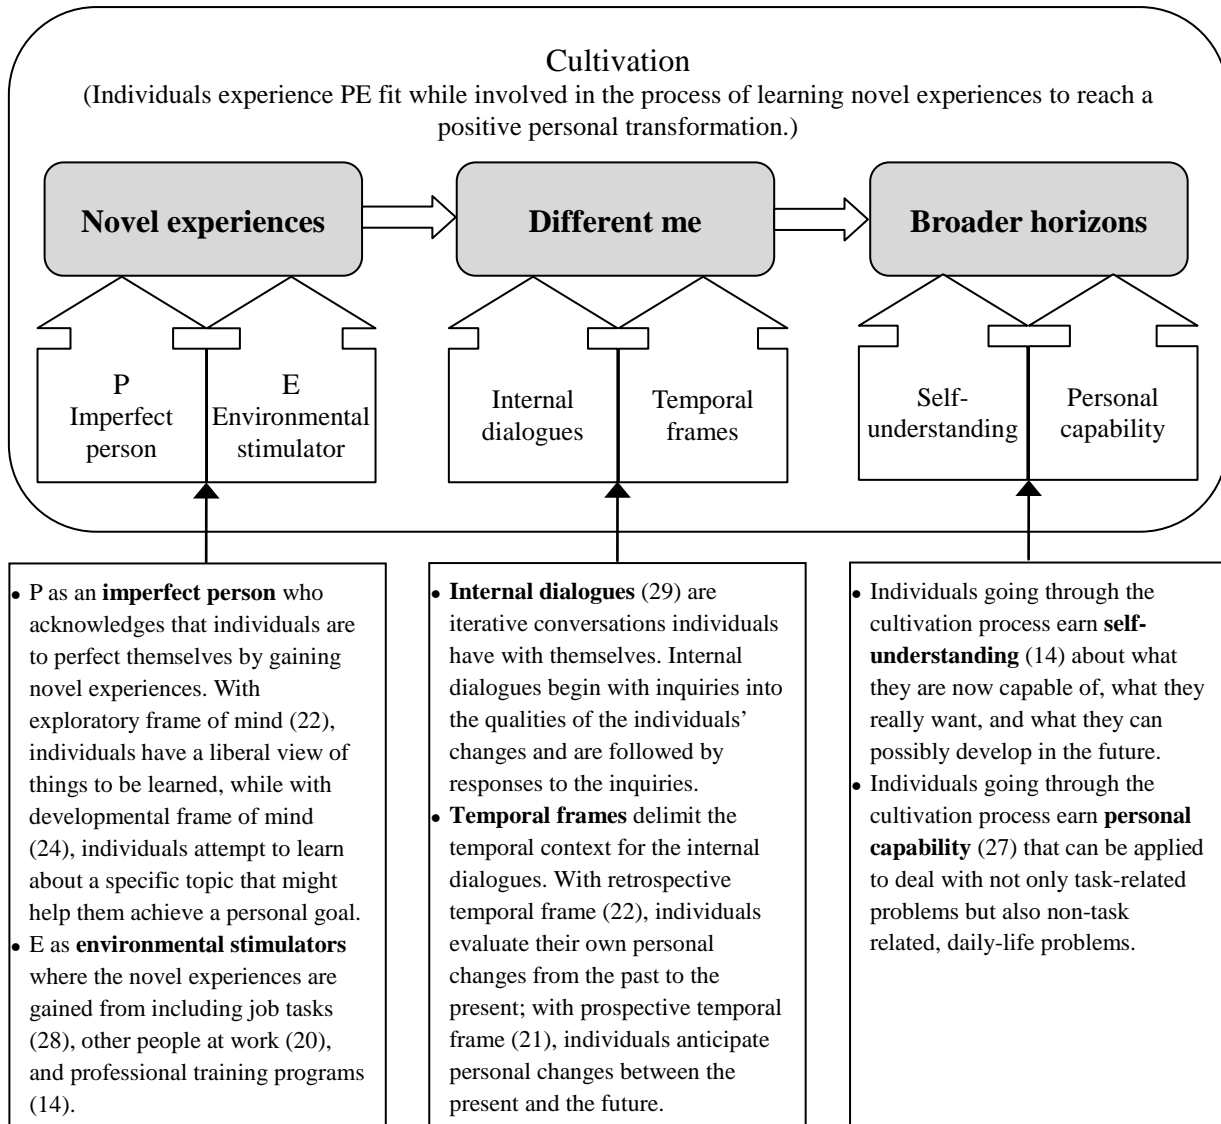 Cultivation
(Individuals experience PE fit while involved in the process of learning novel experiences to reach a
positive personal transformation.)
Novel experiences
Different me
Broader horizons
P
Imperfect
person
E
Environmental
stimulator
Internal
dialogues
Temporal
frames
Self-
understanding
Personal
capability
• P as an imperfect person who
acknowledges that individuals are
to perfect themselves by gaining
novel experiences. With
exploratory frame of mind (22),
individuals have a liberal view of
things to be learned, while with
developmental frame of mind
(24), individuals attempt to learn
about a specific topic that might
help them achieve a personal goal.
• E as environmental stimulators
where the novel experiences are
gained from including job tasks
(28), other people at work (20),
and professional training programs
(14).
• Internal dialogues (29) are
iterative conversations individuals
have with themselves. Internal
dialogues begin with inquiries into
the qualities of the individuals’
changes and are followed by
responses to the inquiries.
• Temporal frames delimit the
temporal context for the internal
dialogues. With retrospective
temporal frame (22), individuals
evaluate their own personal
changes from the past to the
present; with prospective temporal
frame (21), individuals anticipate
personal changes between the
present and the future.
• Individuals going through the
cultivation process earn self-
understanding (14) about what
they are now capable of, what they
really want, and what they can
possibly develop in the future.
• Individuals going through the
cultivation process earn personal
capability (27) that can be applied
to deal with not only task-related
problems but also non-task
related, daily-life problems.